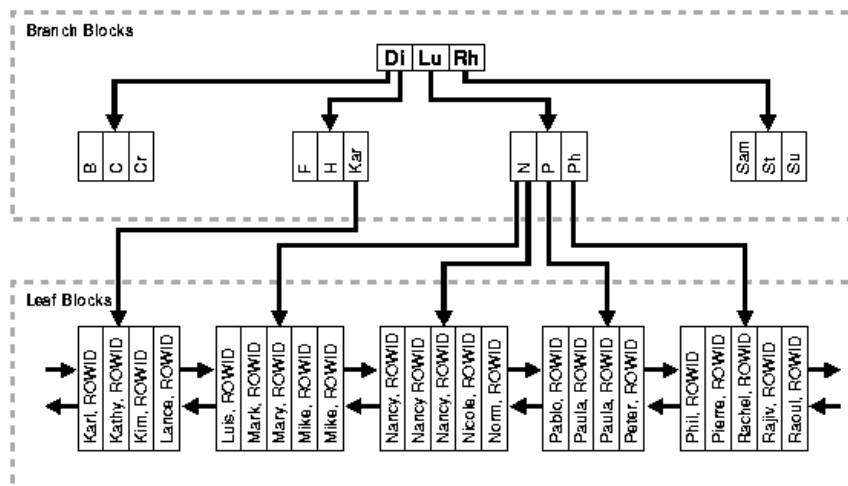 Branch Blocks
Di Lu Rh
B
C
Cr
F
H
Kar
N
P
Ph
Sam
St
Su
Leaf Blocks
Karl, ROWID
Kathy, ROWID
Kim, ROWID
Lance, ROWID
Luis, ROWID
Mark, ROWID
Mary, ROWID
Mike, ROWID
Mike, ROWID
Nancy, ROWID
Nancy ROWID
Nancy, ROWID
Nicole, ROWID
Norm, ROWID
Pablo, ROWID
Paula, ROWID
Paula, ROWID
Peter, ROWID
Phil, ROWID
Pierre, ROWID
Rachel, ROWID
Rajiv, ROWID
Raoul, ROWID